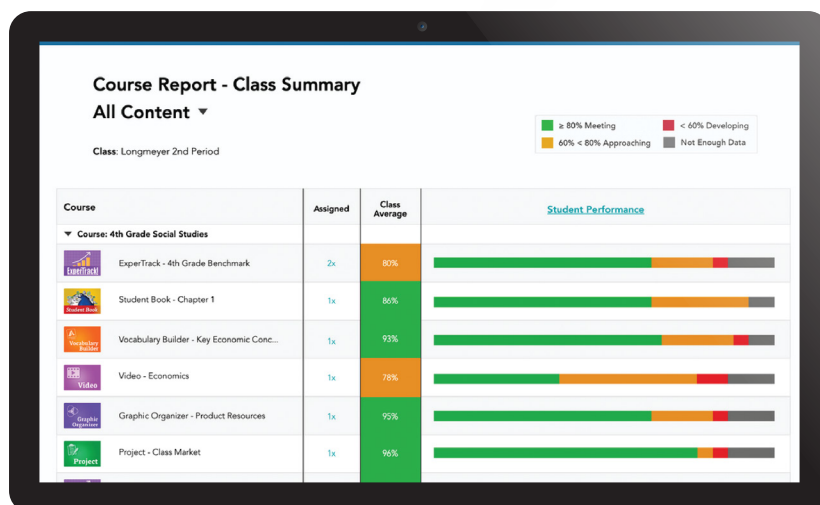 Course Report - Class Summary
All Content
Class: Longmeyer 2nd Period
≥ 80% Meeting
< 60% Developing
60% < 80% Approaching
Not Enough Data
Course
Assigned
Class
Average
Student Performance
Course: 4th Grade Social Studies
ExperTrack!
ExperTrack - 4th Grade Benchmark
2x
80%
Student Book
Student Book - Chapter 1
1x
86%
Vocabulary
Builder
Vocabulary Builder - Key Economic Conc...
1x
93%
Video
Video - Economics
1x
78%
Graphic
Organizer
Graphic Organizer - Product Resources
1x
95%
Project
Project - Class Market
1x
96%